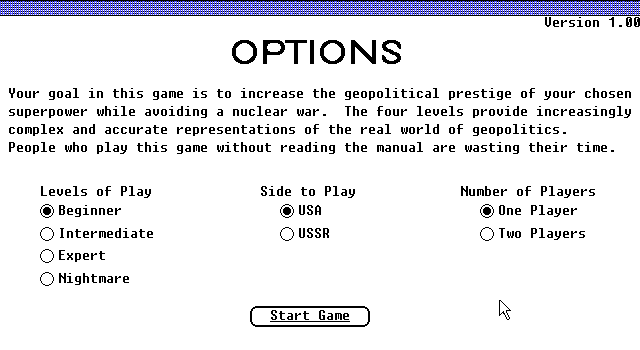 Version 1.00
OPTIONS
Your goal in this game is to increase the geopolitical prestige of your chosen
superpower while avoiding a nuclear war.  The four levels provide increasingly
complex and accurate representations of the real world of geopolitics.
People who play this game without reading the manual are wasting their time.
Levels of Play
Beginner
Intermediate
Expert
Nightmare
Side to Play
USA
USSR
Number of Players
One Player
Two Players
Start Game